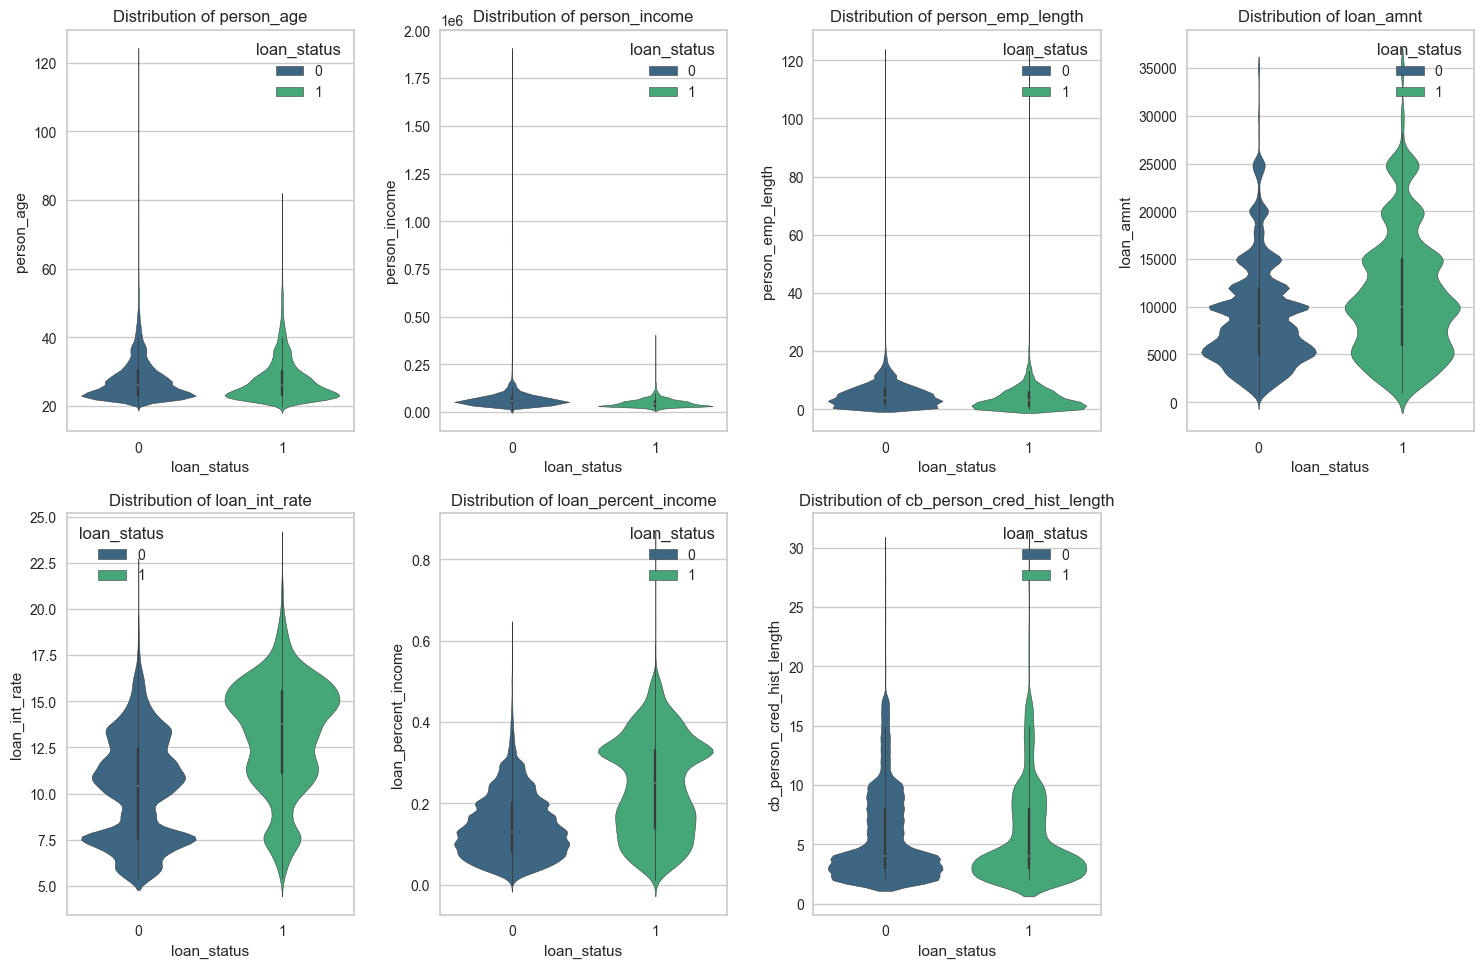 Distribution of person_age
loan_status
0
1
person_age
120
100
80
60
40
20
0
1
loan_status
Distribution of person_income
1e6
loan_status
0
1
person_income
2.00
1.75
1.50
1.25
1.00
0.75
0.50
0.25
0.00
0
1
loan_status
Distribution of person_emp_length
loan_status
0
1
person_emp_length
120
100
80
60
40
20
0
0
1
loan_status
Distribution of loan_amnt
loan_status
0
1
loan_amnt
35000
30000
25000
20000
15000
10000
5000
0
0
1
loan_status
Distribution of loan_int_rate
loan_status
0
1
loan_int_rate
25.0
22.5
20.0
17.5
15.0
12.5
10.0
7.5
5.0
0
1
loan_status
Distribution of loan_percent_income
loan_status
0
1
loan_percent_income
0.8
0.6
0.4
0.2
0.0
0
1
loan_status
Distribution of cb_person_cred_hist_length
loan_status
0
1
cb_person_cred_hist_length
30
25
20
15
10
5
0
0
1
loan_status